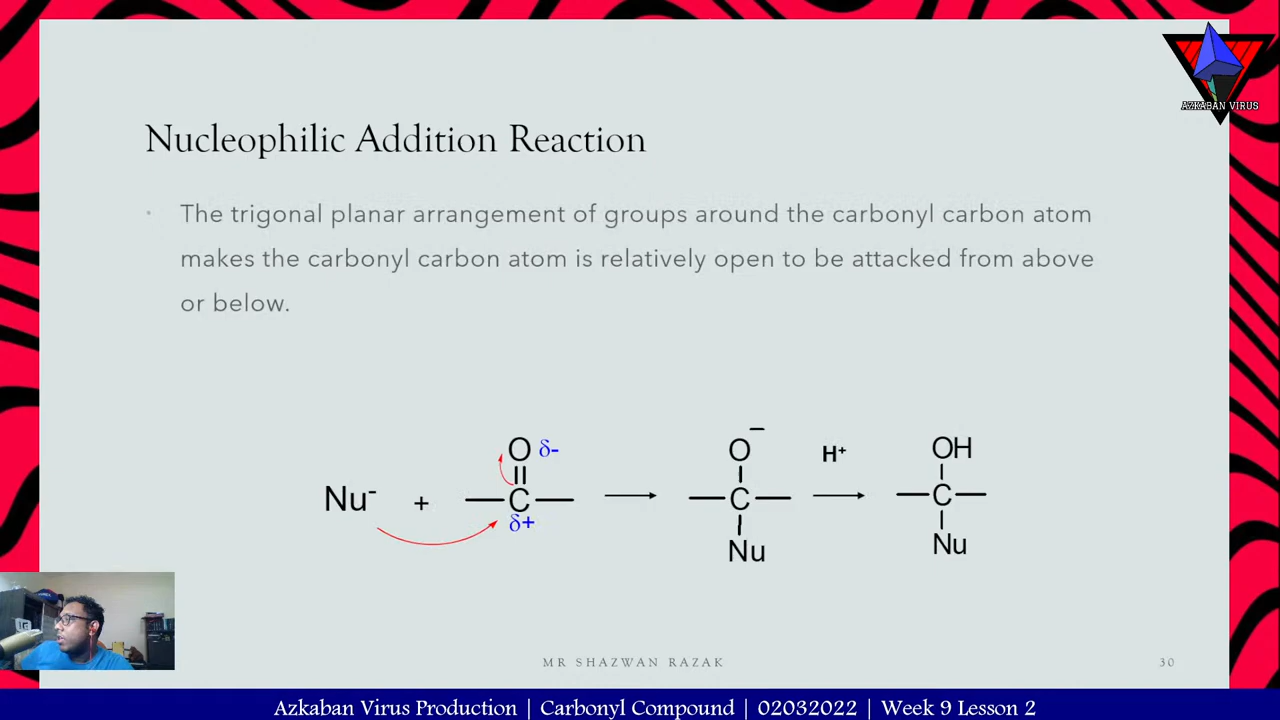 AZKABAN VIRUS
Nucleophilic Addition Reaction
The trigonal planar arrangement of groups around the carbonyl carbon atom
makes the carbonyl carbon atom is relatively open to be attacked from above
or below.
O δ- O⁻ H⁺ OH
Nu⁻ + C C C
δ+ Nu Nu
MR SHAZWAN RAZAK 30
Azkaban Virus Production | Carbonyl Compound | 02032022 | Week 9 Lesson 2